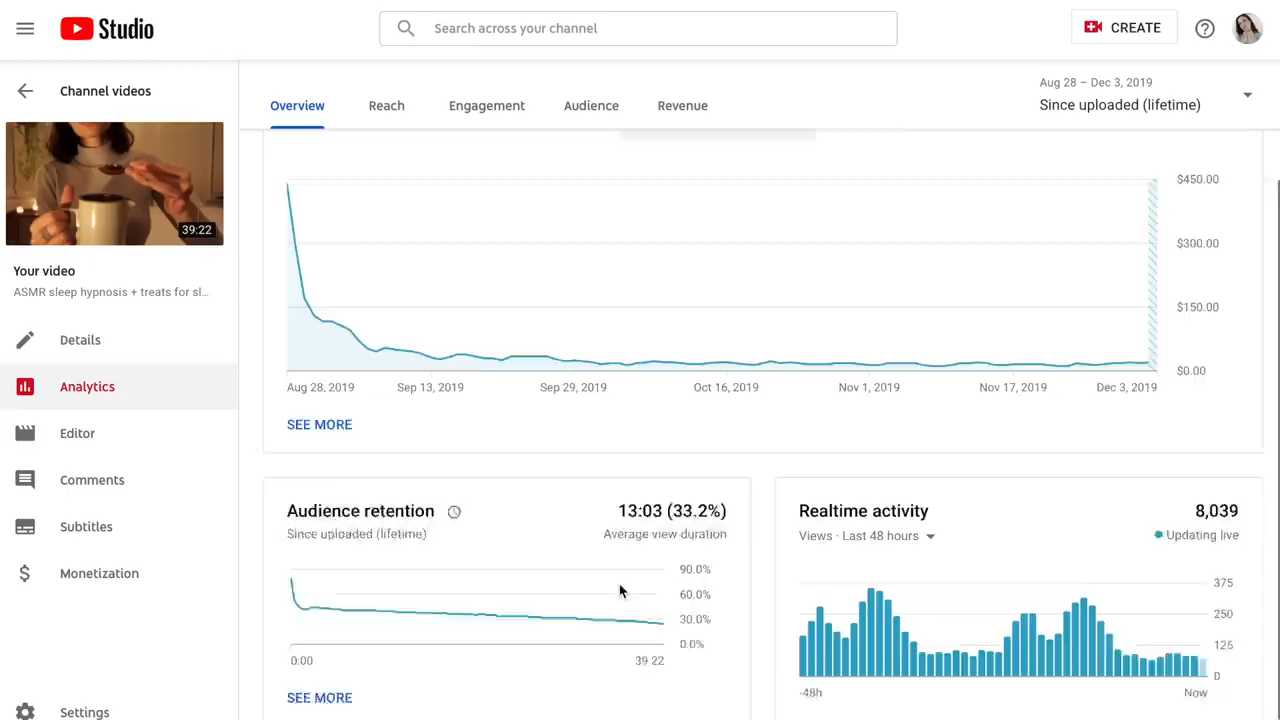 Studio
Search across your channel
CREATE
Channel videos
39:22
Your video
ASMR sleep hypnosis + treats for sl...
Details
Analytics
Editor
Comments
Subtitles
Monetization
Settings
Overview
Reach
Engagement
Audience
Revenue
Aug 28 – Dec 3, 2019
Since uploaded (lifetime)
$450.00
$300.00
$150.00
$0.00
Aug 28, 2019
Sep 13, 2019
Sep 29, 2019
Oct 16, 2019
Nov 1, 2019
Nov 17, 2019
Dec 3, 2019
SEE MORE
Audience retention
13:03 (33.2%)
Since uploaded (lifetime)
Average view duration
90.0%
60.0%
30.0%
0.0%
0:00
39 22
SEE MORE
Realtime activity
8,039
Views · Last 48 hours
Updating live
375
250
125
0
-48h
Now